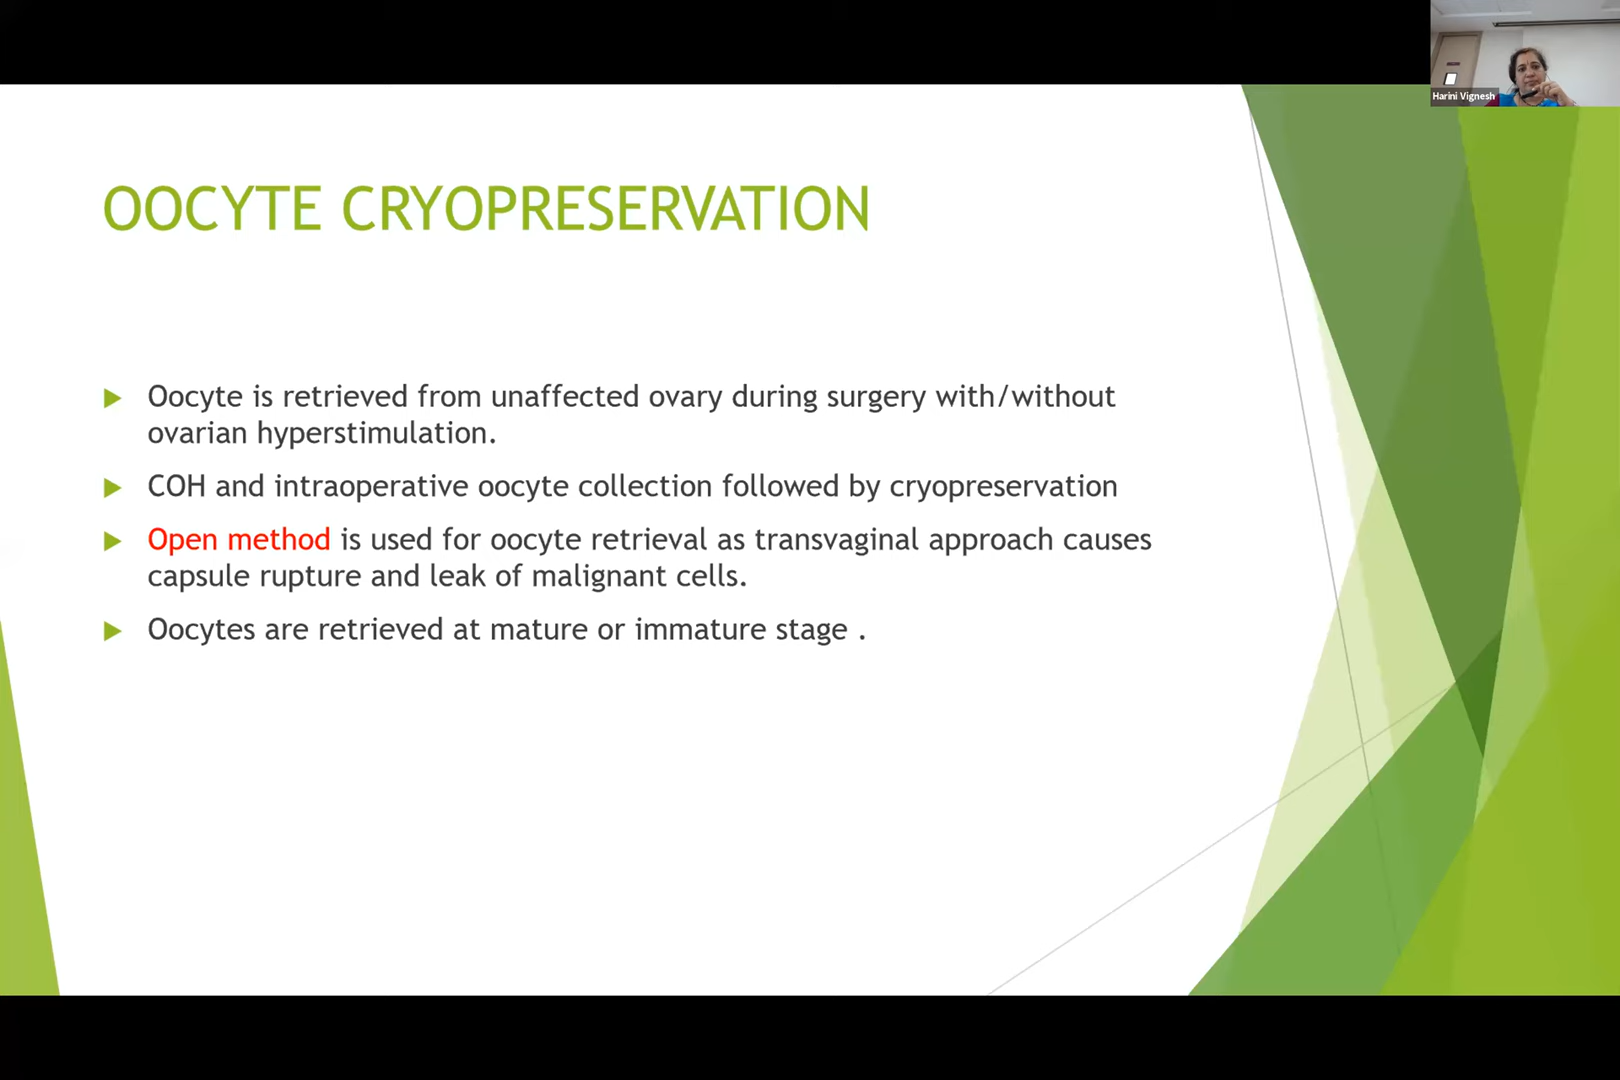 Harini Vignesh
OOCYTE CRYOPRESERVATION
Oocyte is retrieved from unaffected ovary during surgery with/without
ovarian hyperstimulation.
COH and intraoperative oocyte collection followed by cryopreservation
Open method is used for oocyte retrieval as transvaginal approach causes
capsule rupture and leak of malignant cells.
Oocytes are retrieved at mature or immature stage .